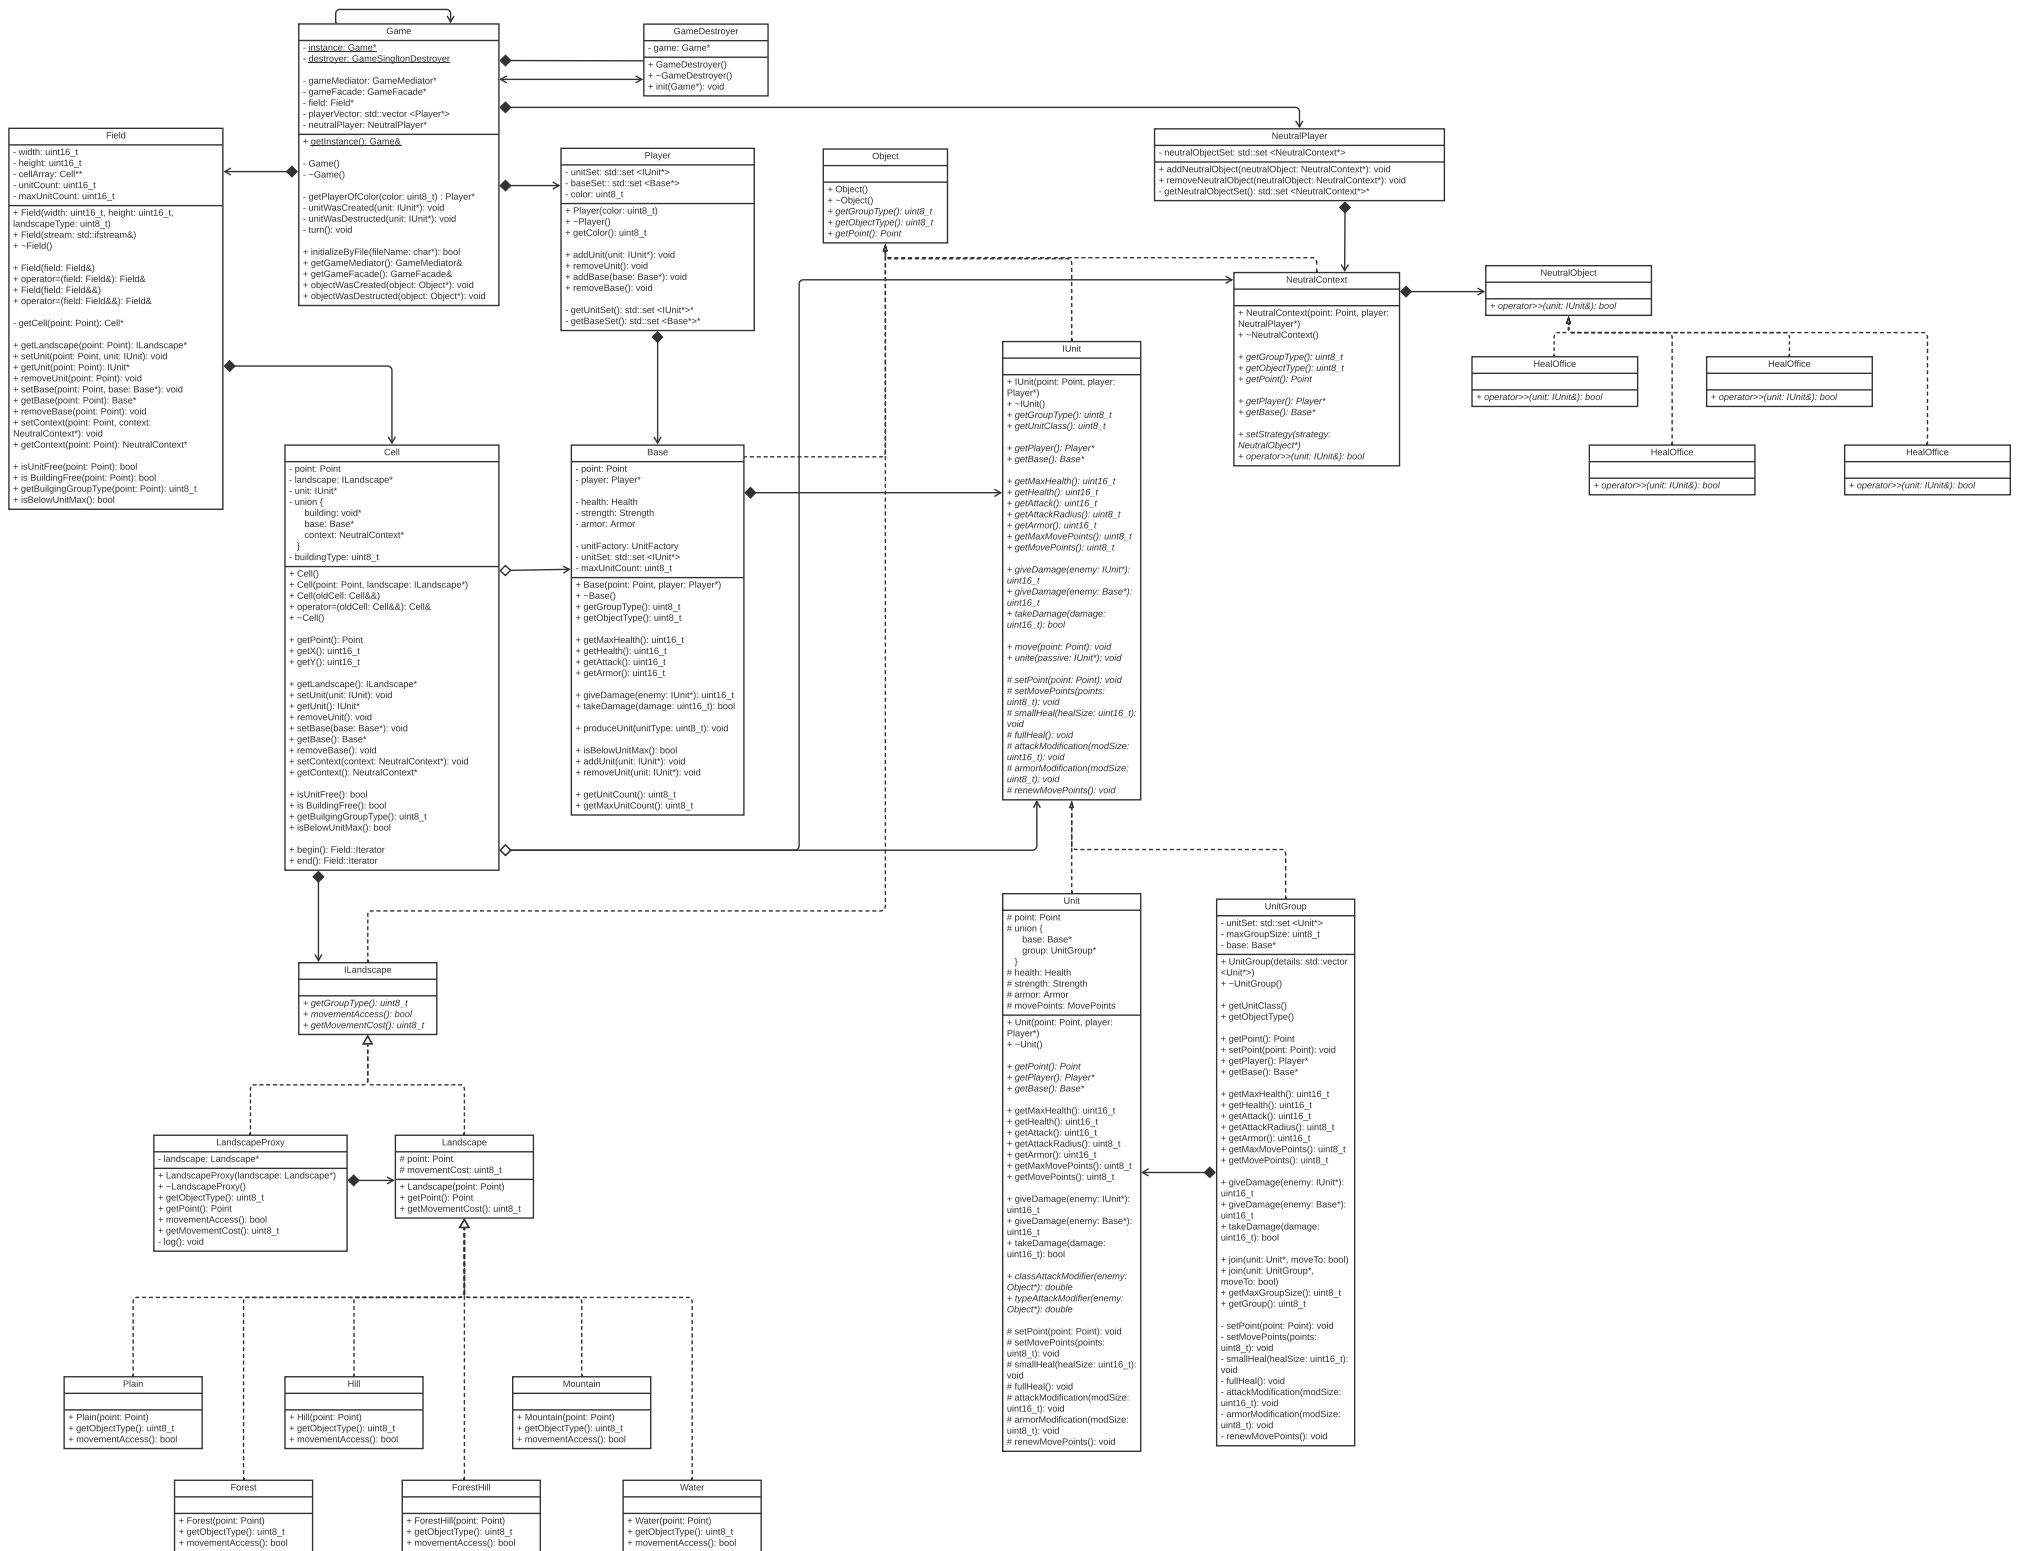 Game
- instance: Game*
- destroyer: GameSingltonDestroyer
- gameMediator: GameMediator*
- gameFacade: GameFacade*
- field: Field*
- playerVector: std::vector <Player*>
- neutralPlayer: NeutralPlayer*
+ getInstance(): Game&
- Game()
- ~Game()
- getPlayerOfColor(color: uint8_t) : Player*
- unitWasCreated(unit: IUnit*): void
- unitWasDestructed(unit: IUnit*): void
- turn(): void
+ initializeByFile(fileName: char*): bool
+ getGameMediator(): GameMediator&
+ getGameFacade(): GameFacade&
+ objectWasCreated(object: Object*): void
+ objectWasDestructed(object: Object*): void
GameDestroyer
- game: Game*
+ GameDestroyer()
+ ~GameDestroyer()
+ init(Game*): void
Field
- width: uint16_t
- height: uint16_t
- cellArray: Cell**
- unitCount: uint16_t
- maxUnitCount: uint16_t
+ Field(width: uint16_t, height: uint16_t,
landscapeType: uint8_t)
+ Field(stream: std::ifstream&)
+ ~Field()
+ Field(field: Field&)
+ operator=(field: Field&): Field&
+ Field(field: Field&&)
+ operator=(field: Field&&): Field&
- getCell(point: Point): Cell*
+ getLandscape(point: Point): ILandscape*
+ setUnit(point: Point, unit: IUnit): void
+ getUnit(point: Point): IUnit*
+ removeUnit(point: Point): void
+ setBase(point: Point, base: Base*): void
+ getBase(point: Point): Base*
+ removeBase(point: Point): void
+ setContext(point: Point, context:
NeutralContext*): void
+ getContext(point: Point): NeutralContext*
+ isUnitFree(point: Point): bool
+ is BuildingFree(point: Point): bool
+ getBuilgingGroupType(point: Point): uint8_t
+ isBelowUnitMax(): bool
Player
- unitSet: std::set <IUnit*>
- baseSet:: std::set <Base*>
- color: uint8_t
+ Player(color: uint8_t)
+ ~Player()
+ getColor(): uint8_t
+ addUnit(unit: IUnit*): void
+ removeUnit(): void
+ addBase(base: Base*): void
+ removeBase(): void
- getUnitSet(): std::set <IUnit*>*
- getBaseSet(): std::set <Base*>*
Object
+ Object()
+ ~Object()
+ getGroupType(): uint8_t
+ getObjectType(): uint8_t
+ getPoint(): Point
NeutralPlayer
- neutralObjectSet: std::set <NeutralContext*>
+ addNeutralObject(neutralObject: NeutralContext*): void
+ removeNeutralObject(neutralObject: NeutralContext*): void
- getNeutralObjectSet(): std::set <NeutralContext*>*
NeutralContext
+ NeutralContext(point: Point, player:
NeutralPlayer*)
+ ~NeutralContext()
+ getGroupType(): uint8_t
+ getObjectType(): uint8_t
+ getPoint(): Point
+ getPlayer(): Player*
+ getBase(): Base*
+ setStrategy(strategy:
NeutralObject*)
+ operator>>(unit: IUnit&): bool
NeutralObject
+ operator>>(unit: IUnit&): bool
HealOffice
+ operator>>(unit: IUnit&): bool
HealOffice
+ operator>>(unit: IUnit&): bool
HealOffice
+ operator>>(unit: IUnit&): bool
HealOffice
+ operator>>(unit: IUnit&): bool
IUnit
+ IUnit(point: Point, player:
Player*)
+ ~IUnit()
+ getGroupType(): uint8_t
+ getUnitClass(): uint8_t
+ getPlayer(): Player*
+ getBase(): Base*
+ getMaxHealth(): uint16_t
+ getHealth(): uint16_t
+ getAttack(): uint16_t
+ getAttackRadius(): uint8_t
+ getArmor(): uint16_t
+ getMaxMovePoints(): uint8_t
+ getMovePoints(): uint8_t
+ giveDamage(enemy: IUnit*):
uint16_t
+ giveDamage(enemy: Base*):
uint16_t
+ takeDamage(damage:
uint16_t): bool
+ move(point: Point): void
+ unite(passive: IUnit*): void
# setPoint(point: Point): void
# setMovePoints(points:
uint8_t): void
# smallHeal(healSize: uint16_t):
void
# fullHeal(): void
# attackModification(modSize:
uint16_t): void
# armorModification(modSize:
uint8_t): void
# renewMovePoints(): void
Cell
- point: Point
- landscape: ILandscape*
- unit: IUnit*
- union {
building: void*
base: Base*
context: NeutralContext*
}
- buildingType: uint8_t
+ Cell()
+ Cell(point: Point, landscape: ILandscape*)
+ Cell(oldCell: Cell&&)
+ operator=(oldCell: Cell&&): Cell&
+ ~Cell()
+ getPoint(): Point
+ getX(): uint16_t
+ getY(): uint16_t
+ getLandscape(): ILandscape*
+ setUnit(unit: IUnit): void
+ getUnit(): IUnit*
+ removeUnit(): void
+ setBase(base: Base*): void
+ getBase(): Base*
+ removeBase(): void
+ setContext(context: NeutralContext*): void
+ getContext(): NeutralContext*
+ isUnitFree(): bool
+ is BuildingFree(): bool
+ getBuilgingGroupType(): uint8_t
+ isBelowUnitMax(): bool
+ begin(): Field::Iterator
+ end(): Field::Iterator
Base
- point: Point
- player: Player*
- health: Health
- strength: Strength
- armor: Armor
- unitFactory: UnitFactory
- unitSet: std::set <IUnit*>
- maxUnitCount: uint8_t
+ Base(point: Point, player: Player*)
+ ~Base()
+ getGroupType(): uint8_t
+ getObjectType(): uint8_t
+ getMaxHealth(): uint16_t
+ getHealth(): uint16_t
+ getAttack(): uint16_t
+ getArmor(): uint16_t
+ giveDamage(enemy: IUnit*): uint16_t
+ takeDamage(damage: uint16_t): bool
+ produceUnit(unitType: uint8_t): void
+ isBelowUnitMax(): bool
+ addUnit(unit: IUnit*): void
+ removeUnit(unit: IUnit*): void
+ getUnitCount(): uint8_t
+ getMaxUnitCount(): uint8_t
Unit
# point: Point
# union {
base: Base*
group: UnitGroup*
}
# health: Health
# strength: Strength
# armor: Armor
# movePoints: MovePoints
+ Unit(point: Point, player:
Player*)
+ ~Unit()
+ getPoint(): Point
+ getPlayer(): Player*
+ getBase(): Base*
+ getMaxHealth(): uint16_t
+ getHealth(): uint16_t
+ getAttack(): uint16_t
+ getAttackRadius(): uint8_t
+ getArmor(): uint16_t
+ getMaxMovePoints(): uint8_t
+ getMovePoints(): uint8_t
+ giveDamage(enemy: IUnit*):
uint16_t
+ giveDamage(enemy: Base*):
uint16_t
+ takeDamage(damage:
uint16_t): bool
+ classAttackModifier(enemy:
Object*): double
+ typeAttackModifier(enemy:
Object*): double
# setPoint(point: Point): void
# setMovePoints(points:
uint8_t): void
# smallHeal(healSize: uint16_t):
void
# fullHeal(): void
# attackModification(modSize:
uint16_t): void
# armorModification(modSize:
uint8_t): void
# renewMovePoints(): void
UnitGroup
- unitSet: std::set <Unit*>
- maxGroupSize: uint8_t
- base: Base*
+ UnitGroup(details: std::vector
<Unit*>)
+ ~UnitGroup()
+ getUnitClass()
+ getObjectType()
+ getPoint(): Point
+ setPoint(point: Point): void
+ getPlayer(): Player*
+ getBase(): Base*
+ getMaxHealth(): uint16_t
+ getHealth(): uint16_t
+ getAttack(): uint16_t
+ getAttackRadius(): uint8_t
+ getArmor(): uint16_t
+ getMaxMovePoints(): uint8_t
+ getMovePoints(): uint8_t
+ giveDamage(enemy: IUnit*):
uint16_t
+ giveDamage(enemy: Base*):
uint16_t
+ takeDamage(damage:
uint16_t): bool
+ join(unit: Unit*, moveTo: bool)
+ join(unit: UnitGroup*,
moveTo: bool)
+ getMaxGroupSize(): uint8_t
+ getGroup(): uint8_t
- setPoint(point: Point): void
- setMovePoints(points:
uint8_t): void
- smallHeal(healSize: uint16_t):
void
- fullHeal(): void
- attackModification(modSize:
uint16_t): void
- armorModification(modSize:
uint8_t): void
- renewMovePoints(): void
ILandscape
+ getGroupType(): uint8_t
+ movementAccess(): bool
+ getMovementCost(): uint8_t
LandscapeProxy
- landscape: Landscape*
+ LandscapeProxy(landscape: Landscape*)
+ ~LandscapeProxy()
+ getObjectType(): uint8_t
+ getPoint(): Point
+ movementAccess(): bool
+ getMovementCost(): uint8_t
- log(): void
Landscape
# point: Point
# movementCost: uint8_t
+ Landscape(point: Point)
+ getPoint(): Point
+ getMovementCost(): uint8_t
Plain
+ Plain(point: Point)
+ getObjectType(): uint8_t
+ movementAccess(): bool
Hill
+ Hill(point: Point)
+ getObjectType(): uint8_t
+ movementAccess(): bool
Mountain
+ Mountain(point: Point)
+ getObjectType(): uint8_t
+ movementAccess(): bool
Forest
+ Forest(point: Point)
+ getObjectType(): uint8_t
+ movementAccess(): bool
ForestHill
+ ForestHill(point: Point)
+ getObjectType(): uint8_t
+ movementAccess(): bool
Water
+ Water(point: Point)
+ getObjectType(): uint8_t
+ movementAccess(): bool